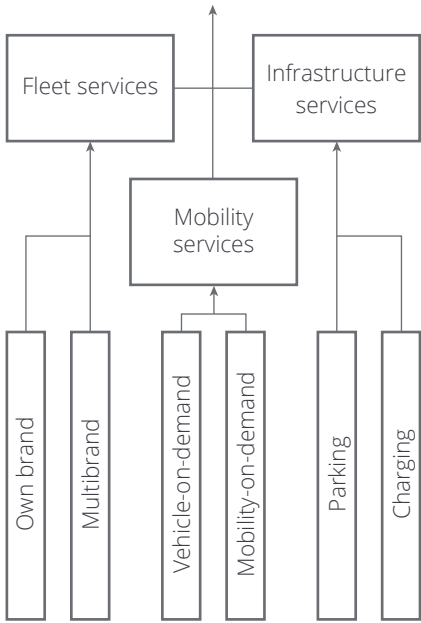 Fleet services
Infrastructure
services
Mobility
services
Own brand
Multibrand
Vehicle-on-demand
Mobility-on-demand
Parking
Charging